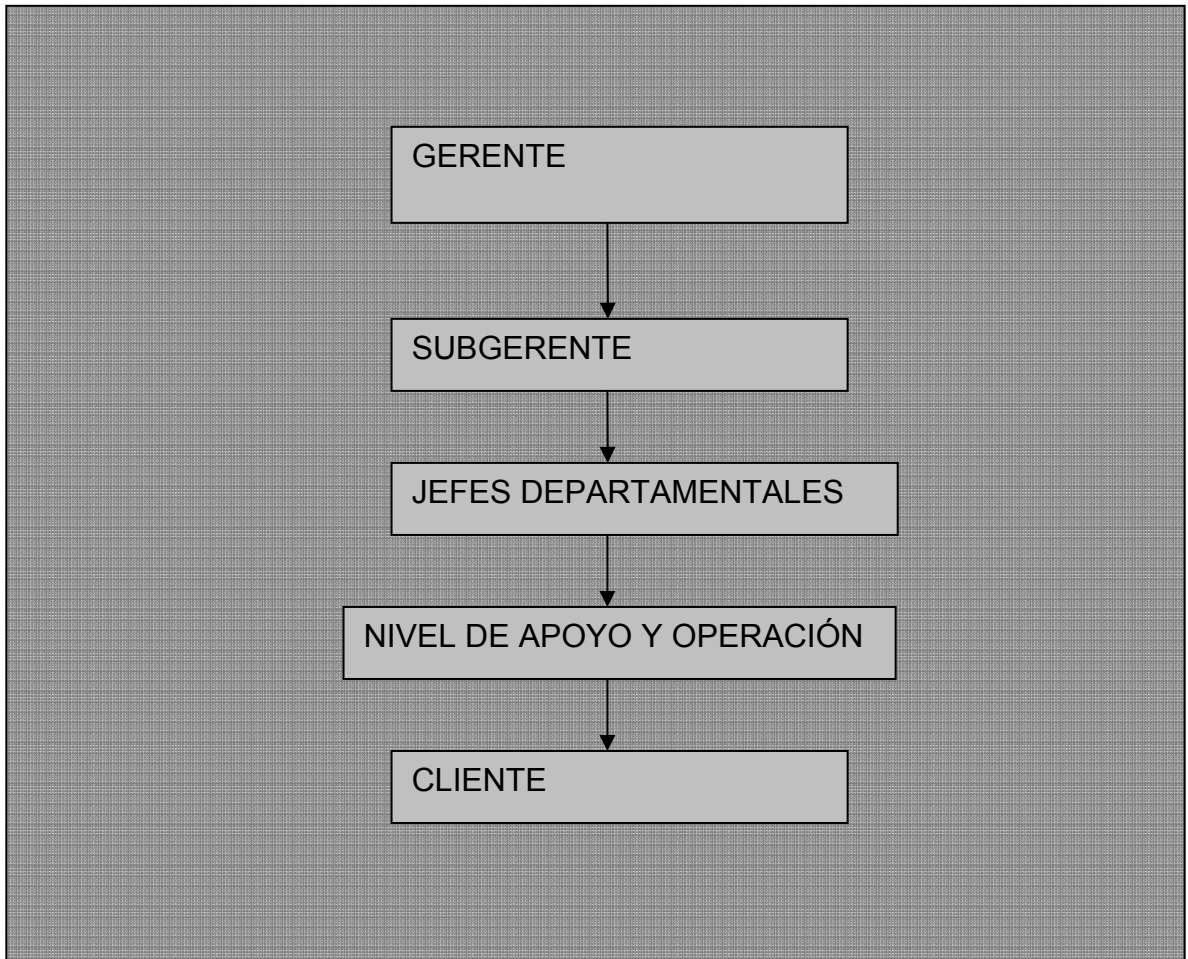 GERENTE
SUBGERENTE
JEFES DEPARTAMENTALES
NIVEL DE APOYO Y OPERACIÓN
CLIENTE